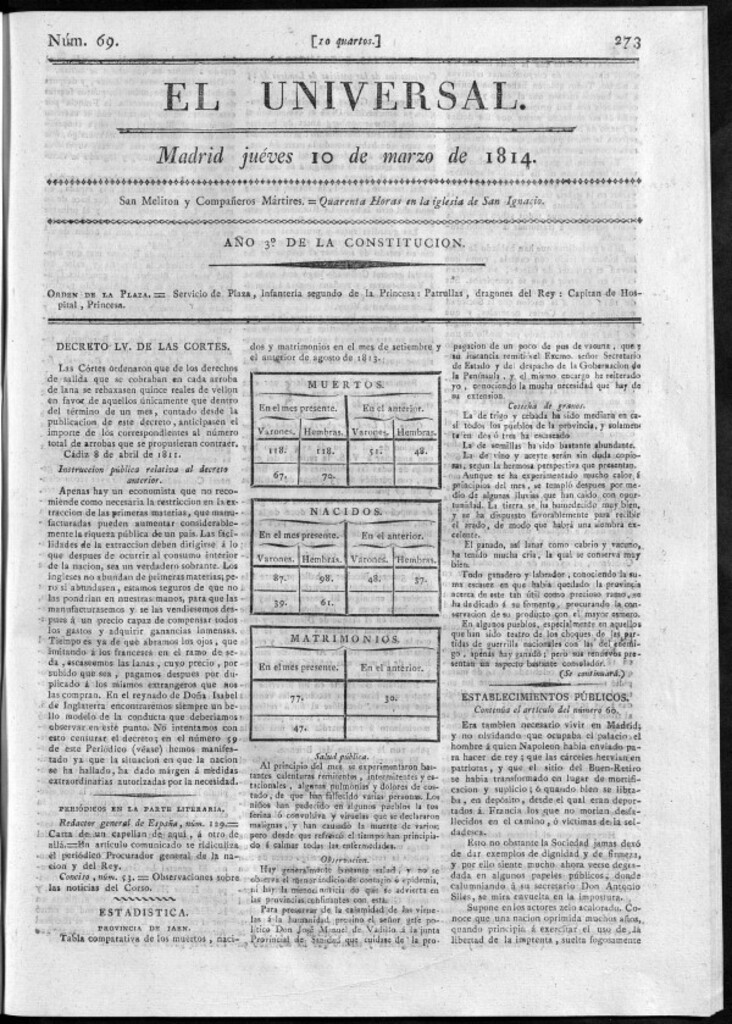 Núm. 69.
[10 quartos.]
273
EL UNIVERSAL.
Madrid juéves 10 de marzo de 1814.
San Meliton y Compañeros Mártires. = Quarenta Horas en la iglesia de San Ignacio.
AÑO 3º DE LA CONSTITUCION.
ORDEN DE LA PLAZA. = Servicio de Plaza, infantería segundo de la Princesa: Patrullas, dragones del Rey: Capitan de Hos-
pital, Princesa.
DECRETO LV. DE LAS CORTES.
Las Córtes ordenaron que de los derechos
de salida que se cobraban en cada arroba
de lana se rebaxasen quince reales de vellon
en favor de aquellos únicamente que dentro
del término de un mes, contado desde la
publicacion de este decreto, anticipasen el
importe de los correspondientes al número
total de arrobas que se propusieran contraer.
Cádiz 8 de abril de 1811.
Instruccion pública relativa al decreto
anterior.
Apenas hay un economista que no reco-
miende como necesaria la restriccion en la ex-
traccion de las primeras materias, que manu-
facturadas pueden aumentar considerablemen-
te la riqueza pública de un pais. Las faci-
lidades de la extraccion deben dirigirse á lo
que despues de ocurrir al consumo interior
de la nacion, sea un verdadero sobrante. Los
ingleses no abundan de primeras materias; pe-
ro si abundasen, estamos seguros de que no
las pondrian en nuestras manos, para que las
manufacturasemos y se las vendiesemos des-
pues á un precio capaz de compensar todos
los gastos y adquirir ganancias inmensas.
Tiempo es ya de que abramos los ojos, que
imitando á los franceses en el ramo de se-
da, escaseemos las lanas, cuyo precio, por
subido que sea, pagamos despues por du-
plicado á los mismos extrangeros que nos
las compran. En el reynado de Doña Isabel
de Inglaterra encontraremos siempre un be-
llo modelo de la conducta que deberiamos
observar en este punto. No intentamos con
esto censurar el decreto; en el número 59
de este Periódico (véase) hemos manifes-
tado ya que la situacion en que la nacion
se ha hallado, ha dado márgen á medidas
extraordinarias autorizadas por la necesidad.
PERIÓDICOS EN LA PARTE LITERARIA.
Redactor general de España, núm. 129.=
Carta de un capellan de aquí, á otro de
allá.=Un artículo comunicado se ridiculiza
el periódico Procurador general de la na-
cion y del Rey.
Conciso, núm. 53. = Observaciones sobre
las noticias del Corso.
ESTADISTICA.
PROVINCIA DE JAEN.
Tabla comparativa de los muertos, naci-
dos y matrimonios en el mes de setiembre y
el anterior de agosto de 1813.
MUERTOS.
En el mes presente. En el anterior.
Varones. Hembras. Varones. Hembras.
118. 118. 51. 48.
67. 70.
NACIDOS.
En el mes presente. En el anterior.
Varones. Hembras. Varones. Hembras.
87. 98. 48. 37.
39. 61.
MATRIMONIOS.
En el mes presente. En el anterior.
77. 30.
47.
Salud pública.
Al principio del mes se experimentaron bas-
tantes calenturas remitentes, intermitentes y es-
tacionales, algunas pulmonías y dolores de cos-
tado, de que han fallecido varias personas. Los
niños han padecido en algunos pueblos la tos
ferina ó convulsiva y viruelas que se declararon
malignas, y han causado la muerte de varios;
pero desde que refrescó el tiempo han principia-
do á calmar todas las enfermedades.
Observacion.
Hay generalmente bastante salud, y no se
observa el menor indicio de contagio ó epidemia,
ni hay la menor noticia de que se advierta en
las provincias confinantes con esta.
Para preservar de la calamidad de las virue-
las á la humanidad, previno el señor gefe po-
lítico Don José Manuel de Vadillo á la junta
Provincial de Sanidad que cuidase de la pro-
pagacion de un poco de pus de vacuna, que á
su instancia remitió el Excmo. señor Secretario
de Estado y del despacho de la Gobernacion de
la Península, y el mismo encargo ha reiterado
yo, conociendo la mucha necesidad que hay de
su extension.
Cosecha de granos.
La de trigo y cebada ha sido mediana en ca-
si todos los pueblos de la provincia, y solamen-
te en dos ó tres ha escaseado.
La de semillas ha sido bastante abundante.
La de vino y aceyte serán sin duda copio-
sas, segun la hermosa perspectiva que presentan.
Aunque se ha experimentado mucho calor á
principios del mes, se templó despues por me-
dio de algunas lluvias que han caido con opor-
tunidad. La tierra se ha humedecido muy bien,
y se ha dispuesto favorablemente para recibir
el arado, de modo que habrá una siembra ex-
celente.
El ganado, así lanar como cabrío y vacuno,
ha tenido mucha cria, la qual se conserva muy
bien.
Todo ganadero y labrador, conociendo la su-
ma escasez en que habia quedado la provincia
acerca de este tan útil como precioso ramo, se
ha dedicado á su fomento, procurando la con-
servacion de su producto con el mayor esmero.
En algunos pueblos, especialmente en aquellos
que han sido teatro de los choques de las par-
tidas de guerrilla nacionales con las del enemi-
go, apenas hay ganado; pero sus renuevos pre-
sentan un aspecto bastante consolador.
(Se continuará.)
ESTABLECIMIENTOS PÚBLICOS.
Continúa el artículo del número 60.
Era tambien necesario vivir en Madrid;
y no olvidando que ocupaba el palacio el
hombre á quien Napoleon habia enviado pa-
ra hacer de rey; que las cárceles hervian en
patriotas, y que el sitio del Buen-Retiro
se habia transformado en lugar de mortifi-
cacion y suplicio; ó quando bien se libra-
ba, en depósito, desde el qual eran deporta-
dos á Francia los que no morian desfa-
llecidos en el camino, ó víctimas de la sol-
dadesca.
Esto no obstante la Sociedad jamas dexó
de dar exemplos de dignidad y de firmeza,
y por ello siente mucho ahora verse degra-
dada en algunos papeles públicos, donde
calumniando á su secretario Don Antonio
Siles, se mira envuelta en la impostura.
Supone en los actores zelo acalorado. Co-
noce que una nacion oprimida muchos años,
quando principia á exercitar el uso de la
libertad de la imprenta, suelta fogosamente